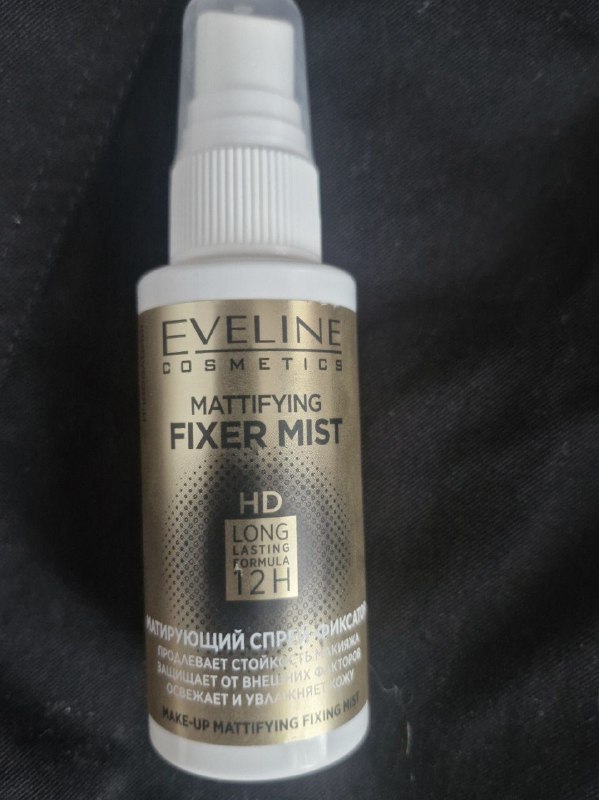 EVELINE
COSMETICS
MATTIFYING
FIXER MIST
HD
LONG
LASTING
FORMULA
12H
МАТИРУЮЩИЙ СПРЕЙ-ФИКСАТОР
ПРОДЛЕВАЕТ СТОЙКОСТЬ МАКИЯЖА
ЗАЩИЩАЕТ ОТ ВНЕШНИХ ФАКТОРОВ
ОСВЕЖАЕТ И УВЛАЖНЯЕТ КОЖУ
MAKE-UP MATTIFYING FIXING MIST